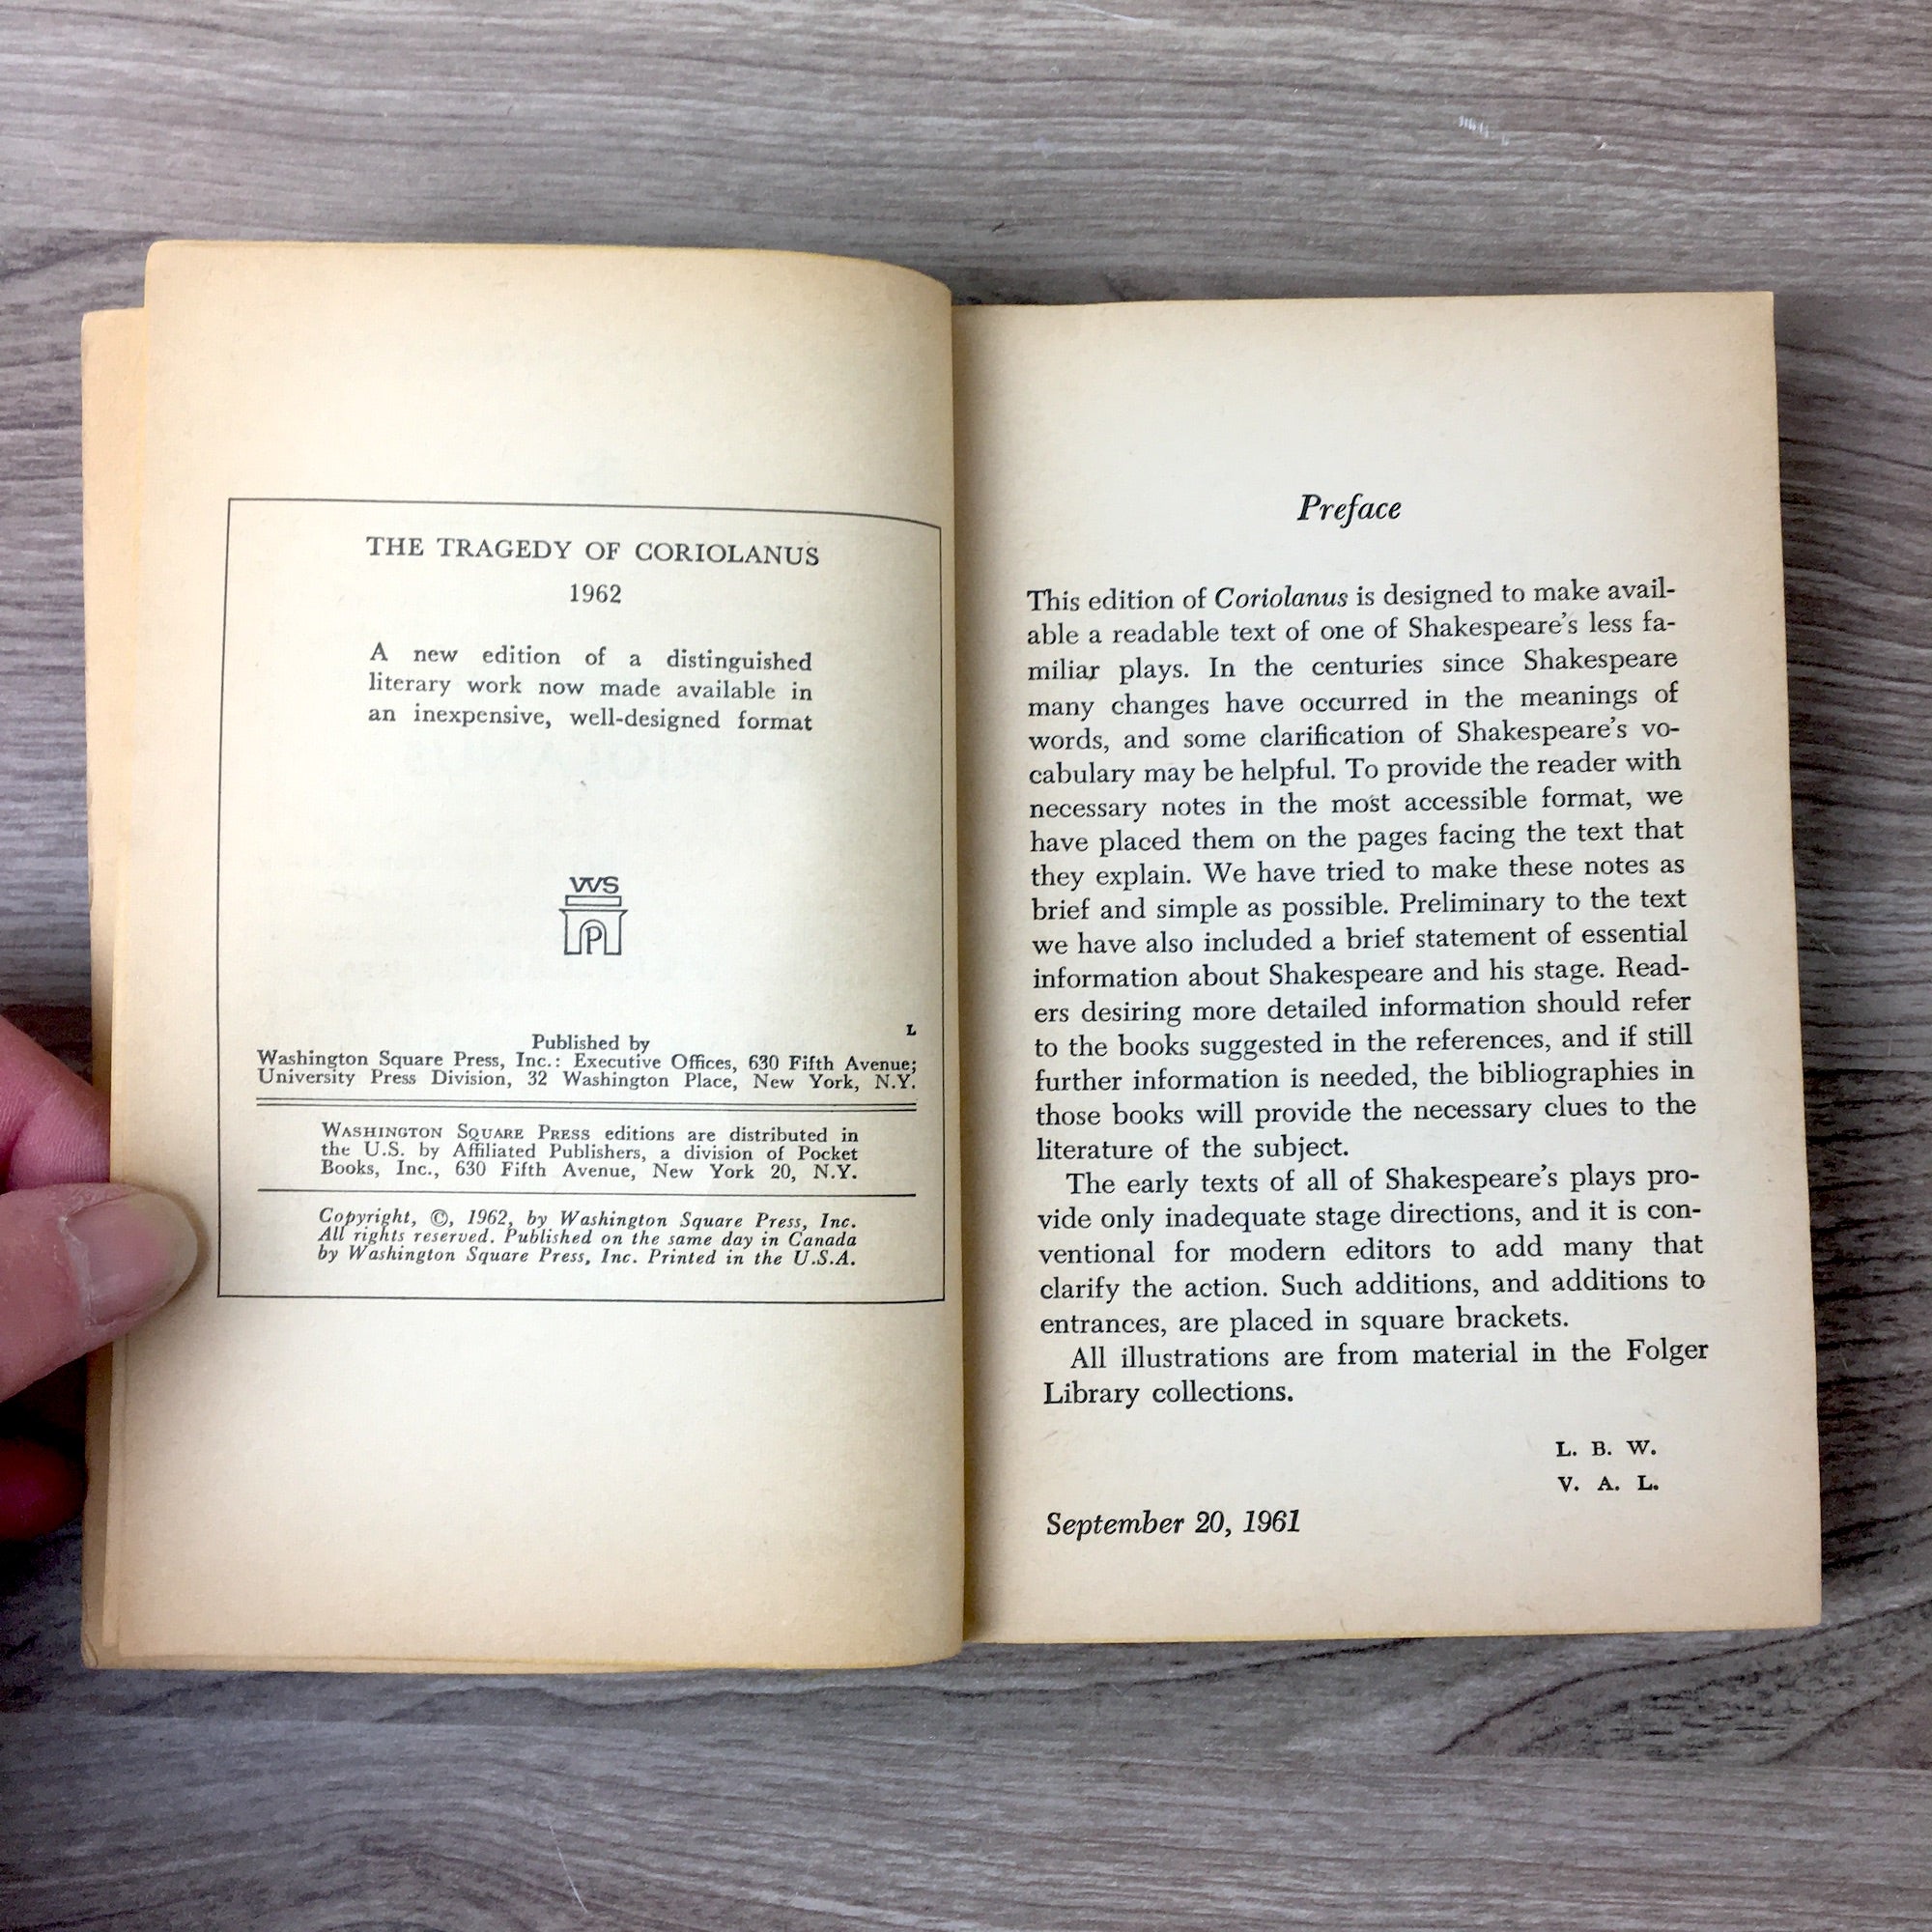 THE TRAGEDY OF CORIOLANUS
1962
A new edition of a distinguished
literary work now made available in
an inexpensive, well-designed format
WS
P
L
Published by
Washington Square Press, Inc.: Executive Offices, 630 Fifth Avenue;
University Press Division, 32 Washington Place, New York, N.Y.
WASHINGTON SQUARE PRESS editions are distributed in
the U.S. by Affiliated Publishers, a division of Pocket
Books, Inc., 630 Fifth Avenue, New York 20, N.Y.
Copyright, ©, 1962, by Washington Square Press, Inc.
All rights reserved. Published on the same day in Canada
by Washington Square Press, Inc. Printed in the U.S.A.
Preface
This edition of Coriolanus is designed to make avail-
able a readable text of one of Shakespeare's less fa-
miliar plays. In the centuries since Shakespeare
many changes have occurred in the meanings of
words, and some clarification of Shakespeare's vo-
cabulary may be helpful. To provide the reader with
necessary notes in the most accessible format, we
have placed them on the pages facing the text that
they explain. We have tried to make these notes as
brief and simple as possible. Preliminary to the text
we have also included a brief statement of essential
information about Shakespeare and his stage. Read-
ers desiring more detailed information should refer
to the books suggested in the references, and if still
further information is needed, the bibliographies in
those books will provide the necessary clues to the
literature of the subject.
The early texts of all of Shakespeare's plays pro-
vide only inadequate stage directions, and it is con-
ventional for modern editors to add many that
clarify the action. Such additions, and additions to
entrances, are placed in square brackets.
All illustrations are from material in the Folger
Library collections.
L. B. W.
V. A. L.
September 20, 1961